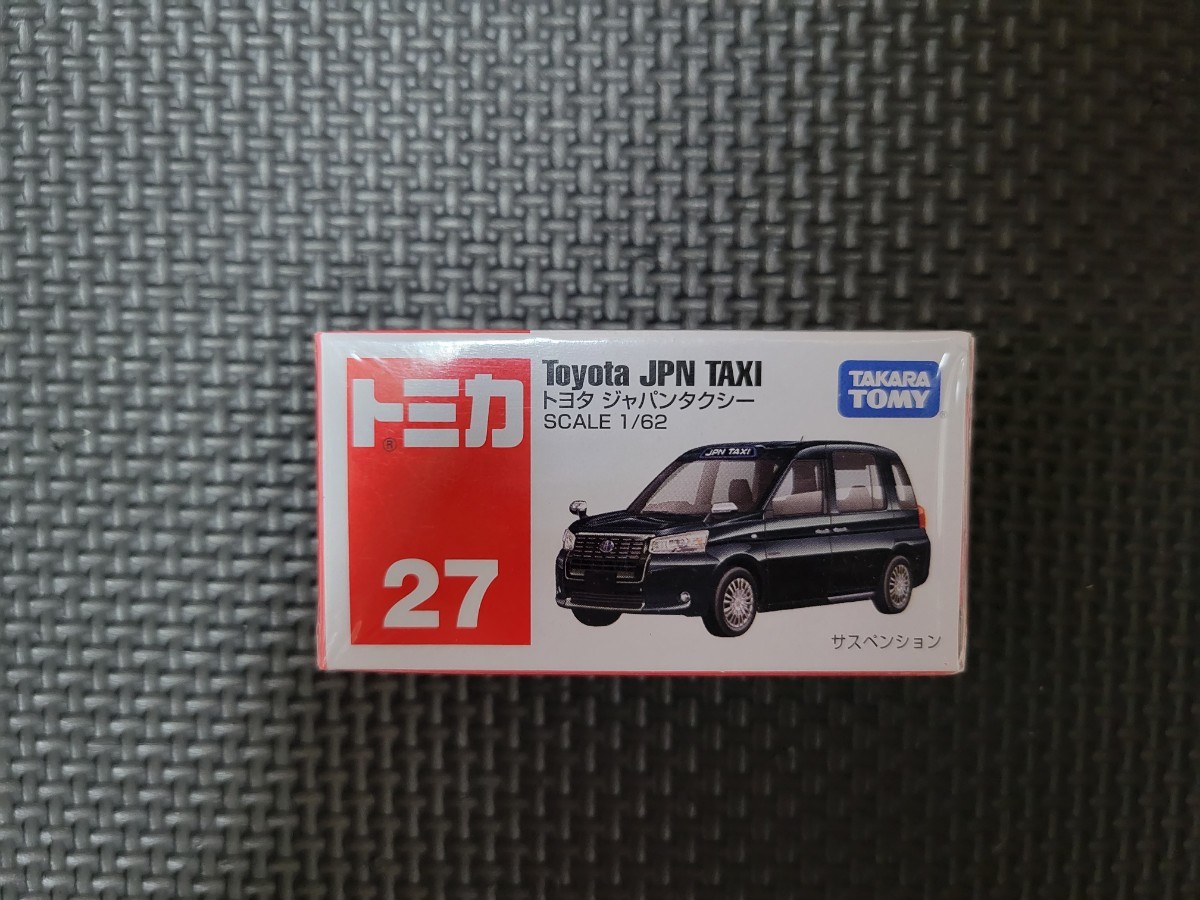 トミカ
®
27
Toyota JPN TAXI
トヨタ ジャパンタクシー
SCALE 1/62
TAKARA
TOMY
JPN TAXI
サスペンション